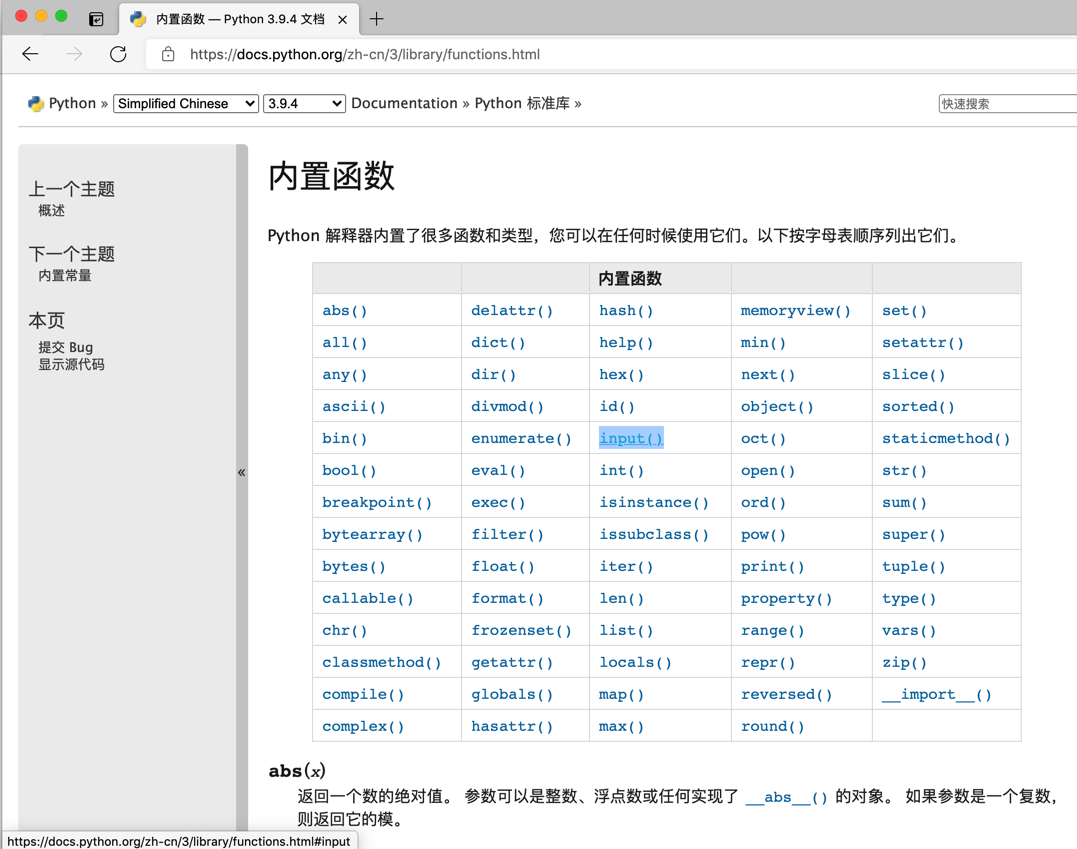 内置函数 — Python 3.9.4 文档
https://docs.python.org/zh-cn/3/library/functions.html
Python » Simplified Chinese 3.9.4 Documentation » Python 标准库 »
快速搜索
上一个主题
概述
下一个主题
内置常量
本页
提交 Bug
显示源代码
«
内置函数
Python 解释器内置了很多函数和类型，您可以在任何时候使用它们。以下按字母表顺序列出它们。
内置函数
abs() delattr() hash() memoryview() set()
all() dict() help() min() setattr()
any() dir() hex() next() slice()
ascii() divmod() id() object() sorted()
bin() enumerate() input() oct() staticmethod()
bool() eval() int() open() str()
breakpoint() exec() isinstance() ord() sum()
bytearray() filter() issubclass() pow() super()
bytes() float() iter() print() tuple()
callable() format() len() property() type()
chr() frozenset() list() range() vars()
classmethod() getattr() locals() repr() zip()
compile() globals() map() reversed() __import__()
complex() hasattr() max() round()
abs(x)
返回一个数的绝对值。 参数可以是整数、浮点数或任何实现了 __abs__() 的对象。 如果参数是一个复数，
则返回它的模。
https://docs.python.org/zh-cn/3/library/functions.html#input